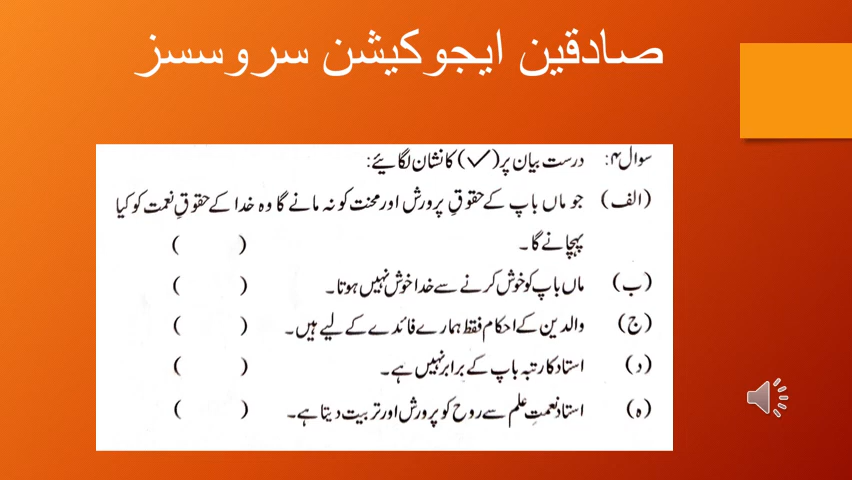 صادقین ایجوکیشن سروسسز
سوال ۴: درست بیان پر (✓) کا نشان لگائیے:
(الف) جو ماں باپ کے حقوقِ پرورش اور محنت کو نہ مانے گا وہ خدا کے حقوقِ نعمت کو کیا
پہچانے گا۔ ( )
(ب) ماں باپ کو خوش کرنے سے خدا خوش نہیں ہوتا۔ ( )
(ج) والدین کے احکام فقط ہمارے فائدے کے لیے ہیں۔ ( )
(د) استاد کا رتبہ باپ کے برابر نہیں ہے۔ ( )
(ہ) استاد نعمتِ علم سے روح کو پرورش اور تربیت دیتا ہے۔ ( )